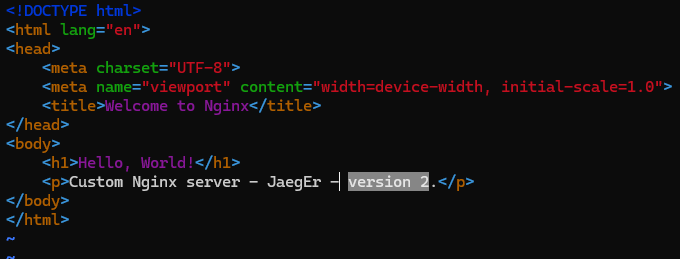 <!DOCTYPE html>
<html lang="en">
<head>
    <meta charset="UTF-8">
    <meta name="viewport" content="width=device-width, initial-scale=1.0">
    <title>Welcome to Nginx</title>
</head>
<body>
    <h1>Hello, World!</h1>
    <p>Custom Nginx server - JaegEr - version 2.</p>
</body>
</html>
~
~